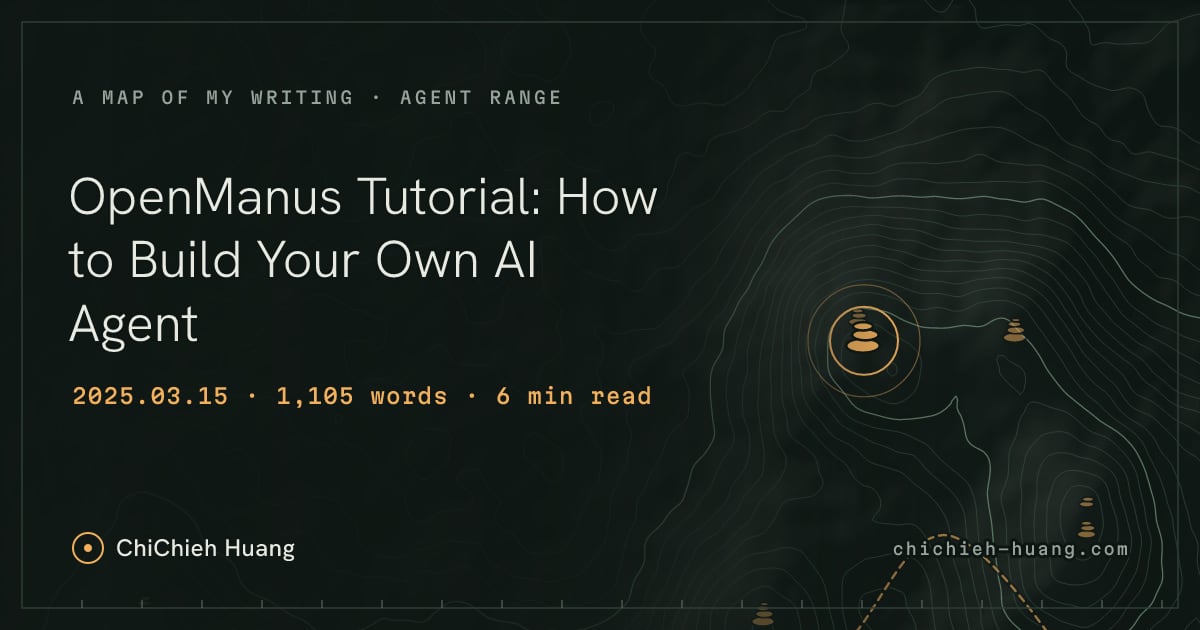 A MAP OF MY WRITING · AGENT RANGE
OpenManus Tutorial: How
to Build Your Own AI
Agent
2025.03.15 · 1,105 words · 6 min read
ChiChieh Huang
chichieh-huang.com